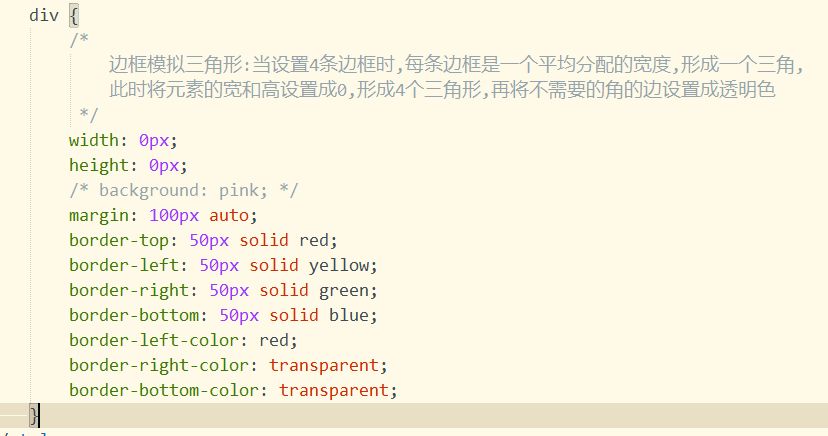 div {
/*
边框模拟三角形:当设置4条边框时,每条边框是一个平均分配的宽度,形成一个三角,
此时将元素的宽和高设置成0,形成4个三角形,再将不需要的角的边设置成透明色
*/
width: 0px;
height: 0px;
/* background: pink; */
margin: 100px auto;
border-top: 50px solid red;
border-left: 50px solid yellow;
border-right: 50px solid green;
border-bottom: 50px solid blue;
border-left-color: red;
border-right-color: transparent;
border-bottom-color: transparent;
}